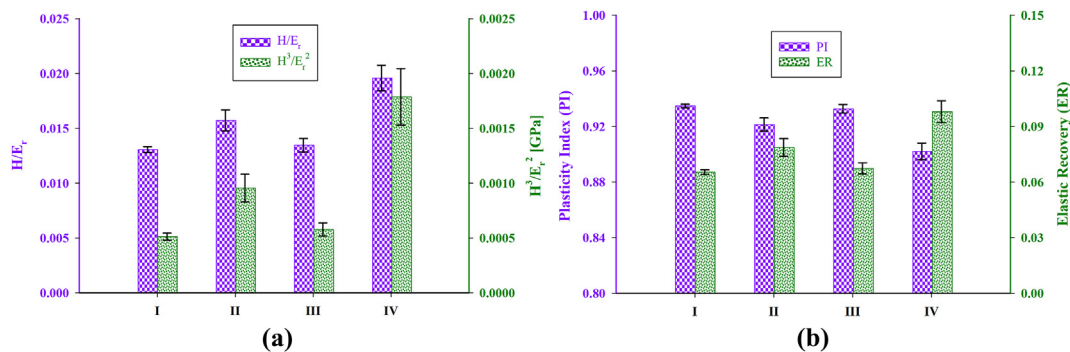 0.025
0.020
0.015
0.010
0.005
0.000
H/Eᵣ
H/Eᵣ
H³/Eᵣ²
0.0025
0.0020
0.0015
0.0010
0.0005
0.0000
H³/Eᵣ² [GPa]
I II III IV
(a)
1.00
0.96
0.92
0.88
0.84
0.80
Plasticity Index (PI)
PI
ER
0.15
0.12
0.09
0.06
0.03
0.00
Elastic Recovery (ER)
I II III IV
(b)